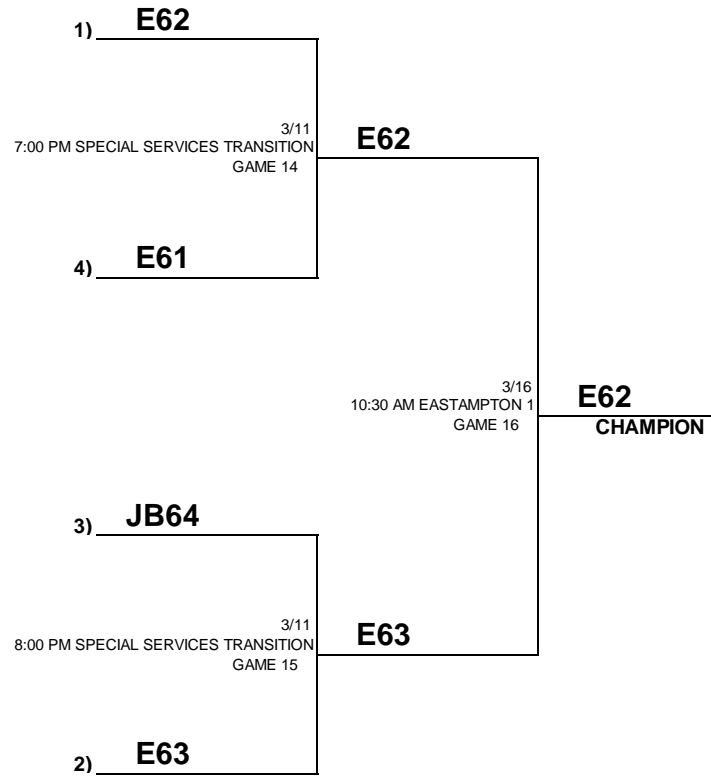 1) E62
3/11
7:00 PM SPECIAL SERVICES TRANSITION
GAME 14
E62
4) E61
3/16
10:30 AM EASTAMPTON 1
GAME 16
E62
CHAMPION
3) JB64
3/11
8:00 PM SPECIAL SERVICES TRANSITION
GAME 15
E63
2) E63